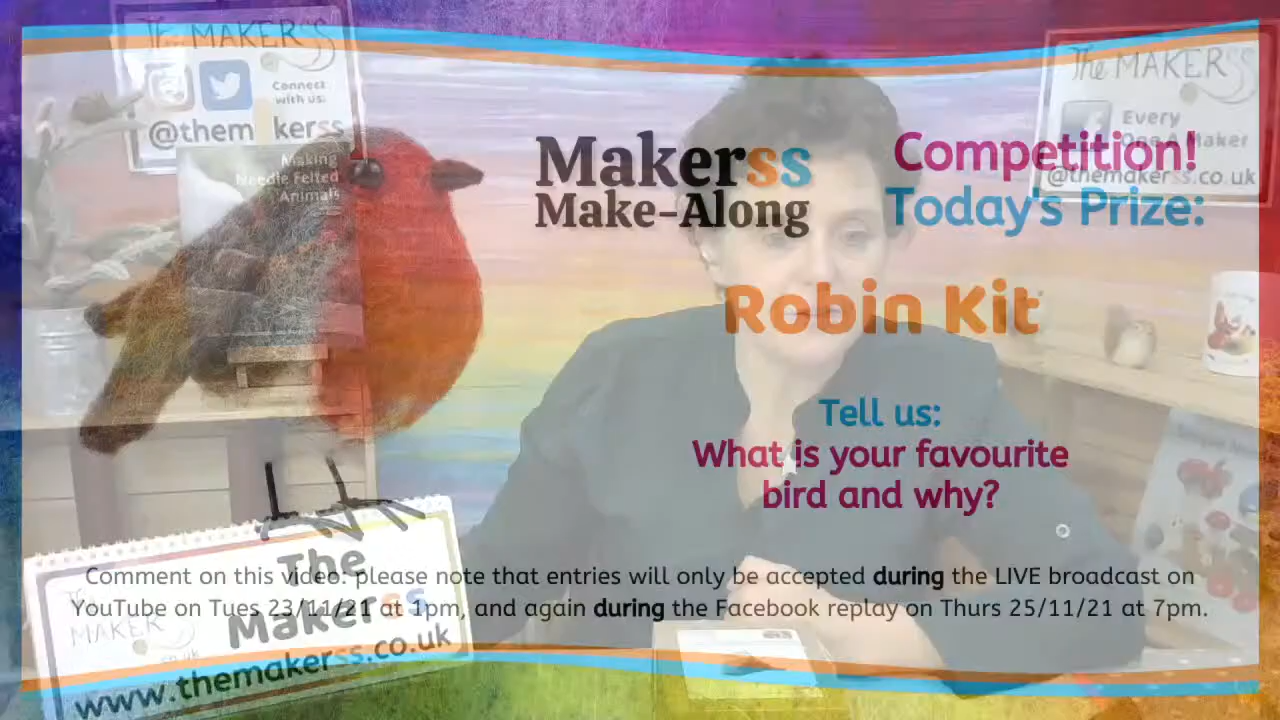 The MAKER'S
Connect
with us:
@themakerss
Making
Needle Felted
Animals
Makerss
Make-Along
Competition!
Today's Prize:
The MAKER'S
Every
One A Maker
@themakerss.co.uk
Robin Kit
Tell us:
What is your favourite
bird and why?
Comment on this video: please note that entries will only be accepted during the LIVE broadcast on
YouTube on Tues 23/11/21 at 1pm, and again during the Facebook replay on Thurs 25/11/21 at 7pm.
The
Makerss
www.themakerss.co.uk